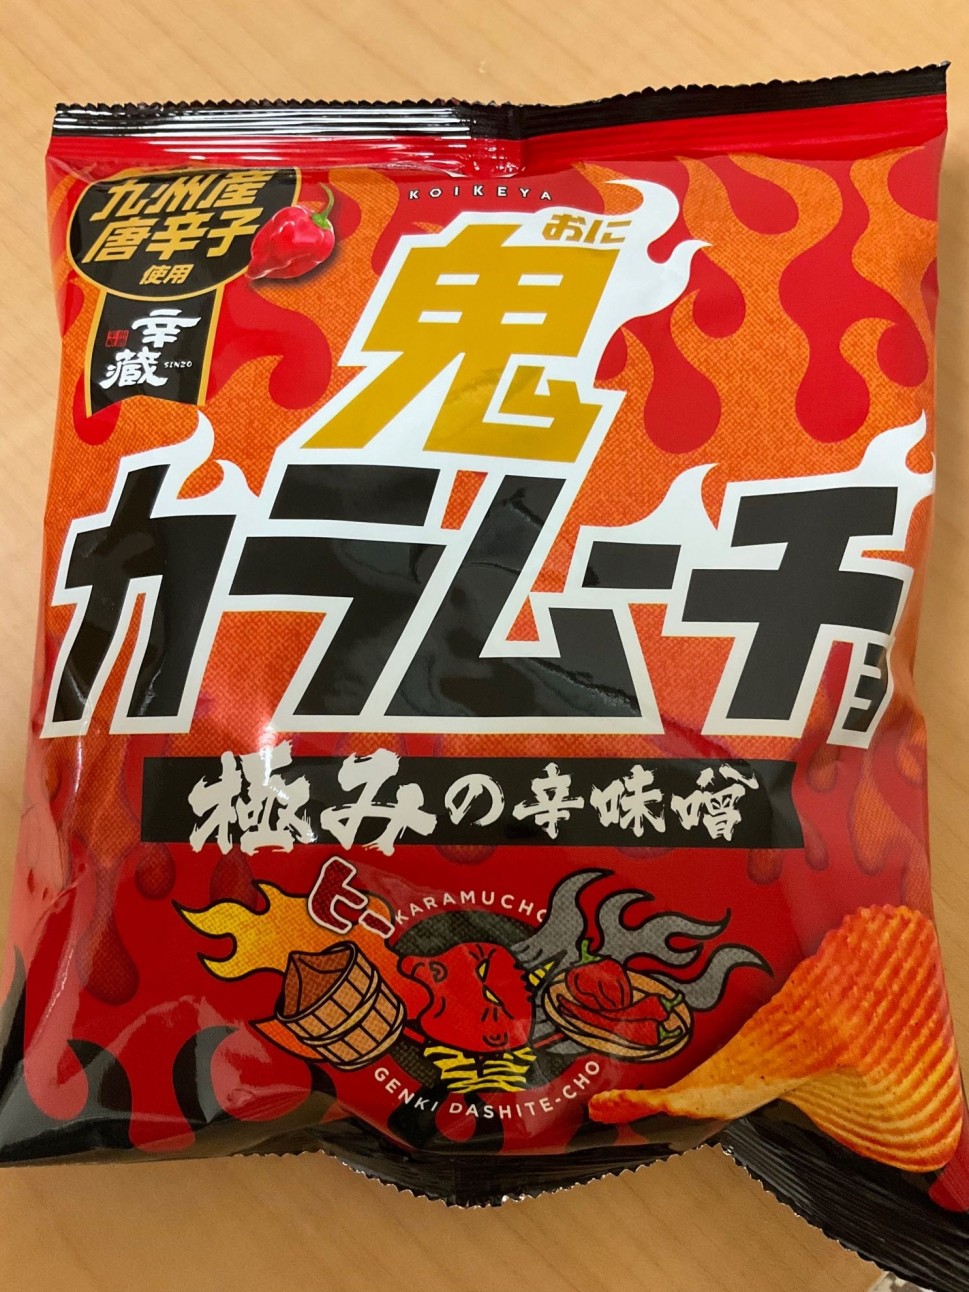 KOIKEYA
九州産
唐辛子
使用
辛蔵
SINZO
おに
鬼
カラムーチョ
極みの辛味噌
ヒー
KARAMUCHO
GENKI DASHITE-CHO